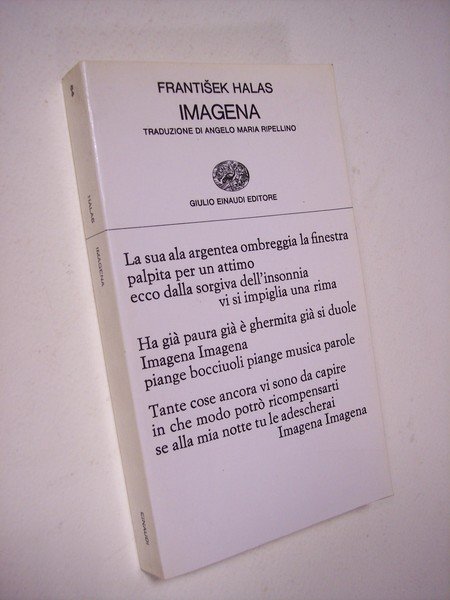 FRANTIŠEK HALAS
IMAGENA
TRADUZIONE DI ANGELO MARIA RIPELLINO
GIULIO EINAUDI EDITORE
La sua ala argentea ombreggia la finestra
palpita per un attimo
ecco dalla sorgiva dell'insonnia
vi si impiglia una rima
Ha già paura già è ghermita già si duole
Imagena Imagena
piange bocciuoli piange musica parole
Tante cose ancora vi sono da capire
in che modo potrò ricompensarti
se alla mia notte tu le adescherai
Imagena Imagena
HALAS
IMAGENA
EINAUDI